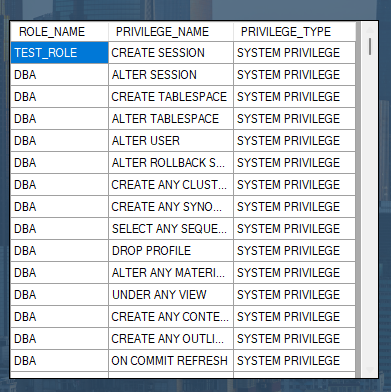 ROLE_NAME PRIVILEGE_NAME PRIVILEGE_TYPE
TEST_ROLE CREATE SESSION SYSTEM PRIVILEGE
DBA ALTER SESSION SYSTEM PRIVILEGE
DBA CREATE TABLESPACE SYSTEM PRIVILEGE
DBA ALTER TABLESPACE SYSTEM PRIVILEGE
DBA ALTER USER SYSTEM PRIVILEGE
DBA ALTER ROLLBACK S... SYSTEM PRIVILEGE
DBA CREATE ANY CLUST... SYSTEM PRIVILEGE
DBA CREATE ANY SYNO... SYSTEM PRIVILEGE
DBA SELECT ANY SEQUE... SYSTEM PRIVILEGE
DBA DROP PROFILE SYSTEM PRIVILEGE
DBA ALTER ANY MATERI... SYSTEM PRIVILEGE
DBA UNDER ANY VIEW SYSTEM PRIVILEGE
DBA CREATE ANY CONTE... SYSTEM PRIVILEGE
DBA CREATE ANY OUTLI... SYSTEM PRIVILEGE
DBA ON COMMIT REFRESH SYSTEM PRIVILEGE